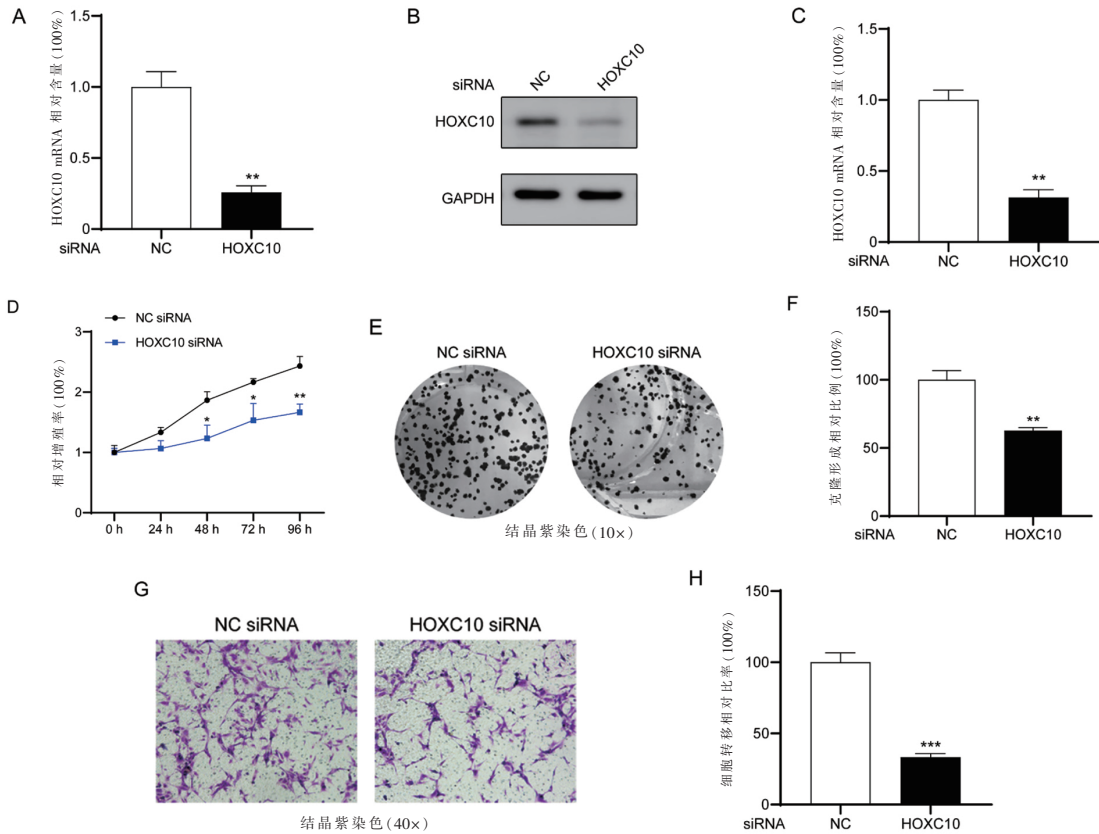 A
HOXC10 mRNA 相对含量(100%)
1.5
1.0
0.5
0
**
siRNA
NC
HOXC10
B
siRNA
NC
HOXC10
HOXC10
GAPDH
C
HOXC10 mRNA 相对含量(100%)
1.5
1.0
0.5
0
**
siRNA
NC
HOXC10
D
NC siRNA
HOXC10 siRNA
相对增殖率(100%)
3
2
1
0
*
*
**
0 h
24 h
48 h
72 h
96 h
E
NC siRNA
HOXC10 siRNA
结晶紫染色(10×)
F
克隆形成相对比例(100%)
150
100
50
0
**
siRNA
NC
HOXC10
G
NC siRNA
HOXC10 siRNA
结晶紫染色(40×)
H
细胞转移相对比率(100%)
150
100
50
0
***
siRNA
NC
HOXC10